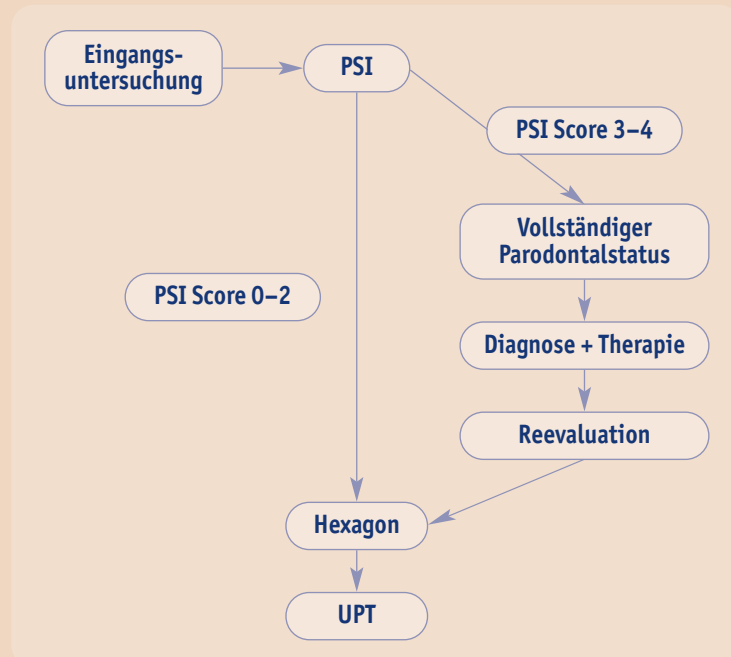 Eingangs-
untersuchung
PSI
PSI Score 3–4
Vollständiger
Parodontalstatus
PSI Score 0–2
Diagnose + Therapie
Reevaluation
Hexagon
UPT